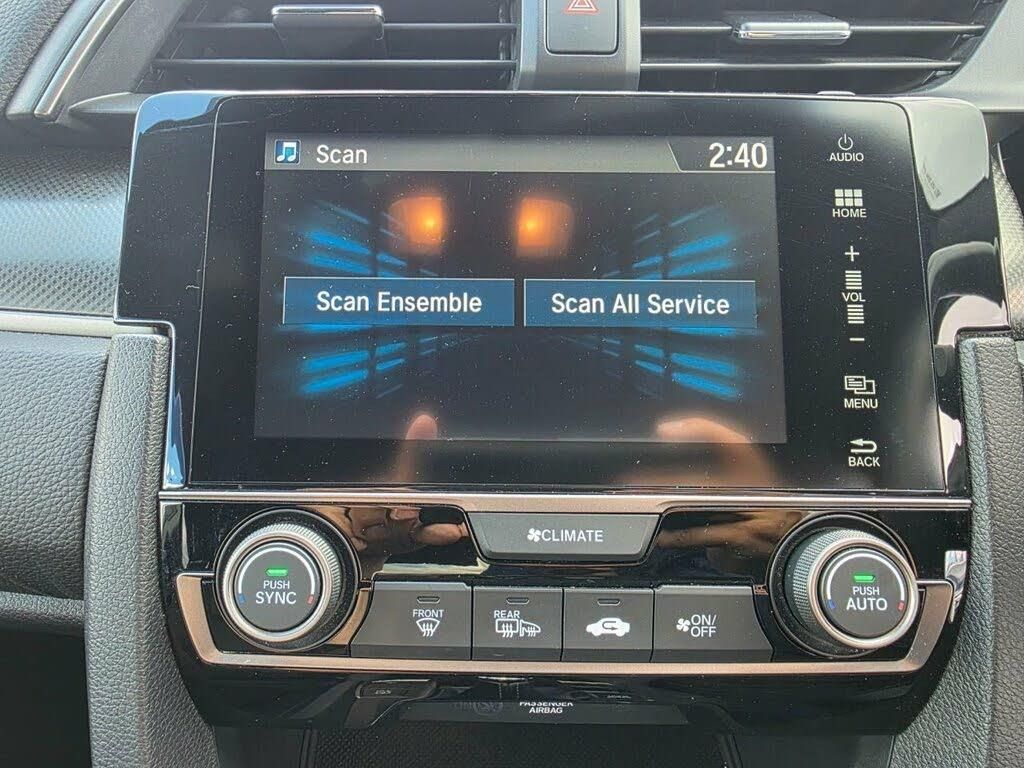 Scan
2:40
AUDIO
HOME
Scan Ensemble
Scan All Service
+
VOL
−
MENU
BACK
CLIMATE
PUSH
SYNC
FRONT
REAR
ON/
OFF
PUSH
AUTO
PASSENGER
AIRBAG